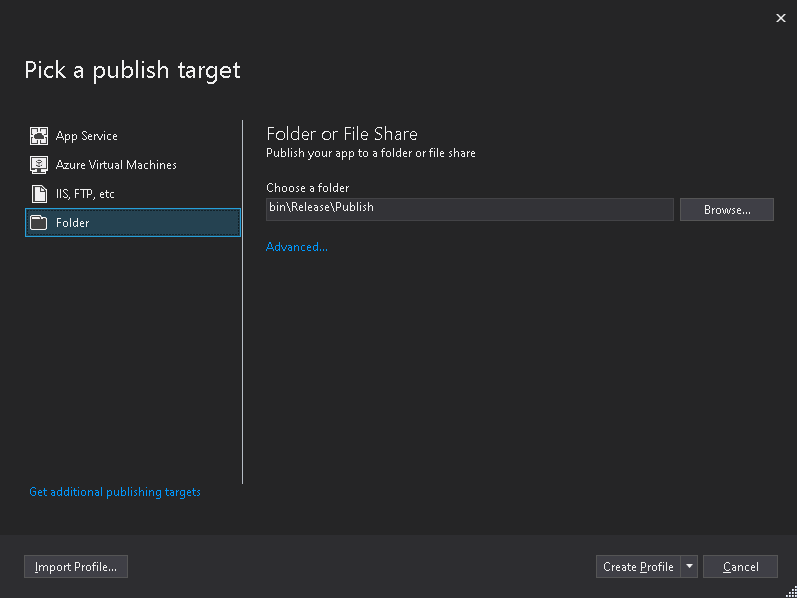 Pick a publish target
App Service
Azure Virtual Machines
IIS, FTP, etc
Folder
Get additional publishing targets
Folder or File Share
Publish your app to a folder or file share
Choose a folder
bin\Release\Publish
Browse...
Advanced...
Import Profile...
Create Profile
Cancel